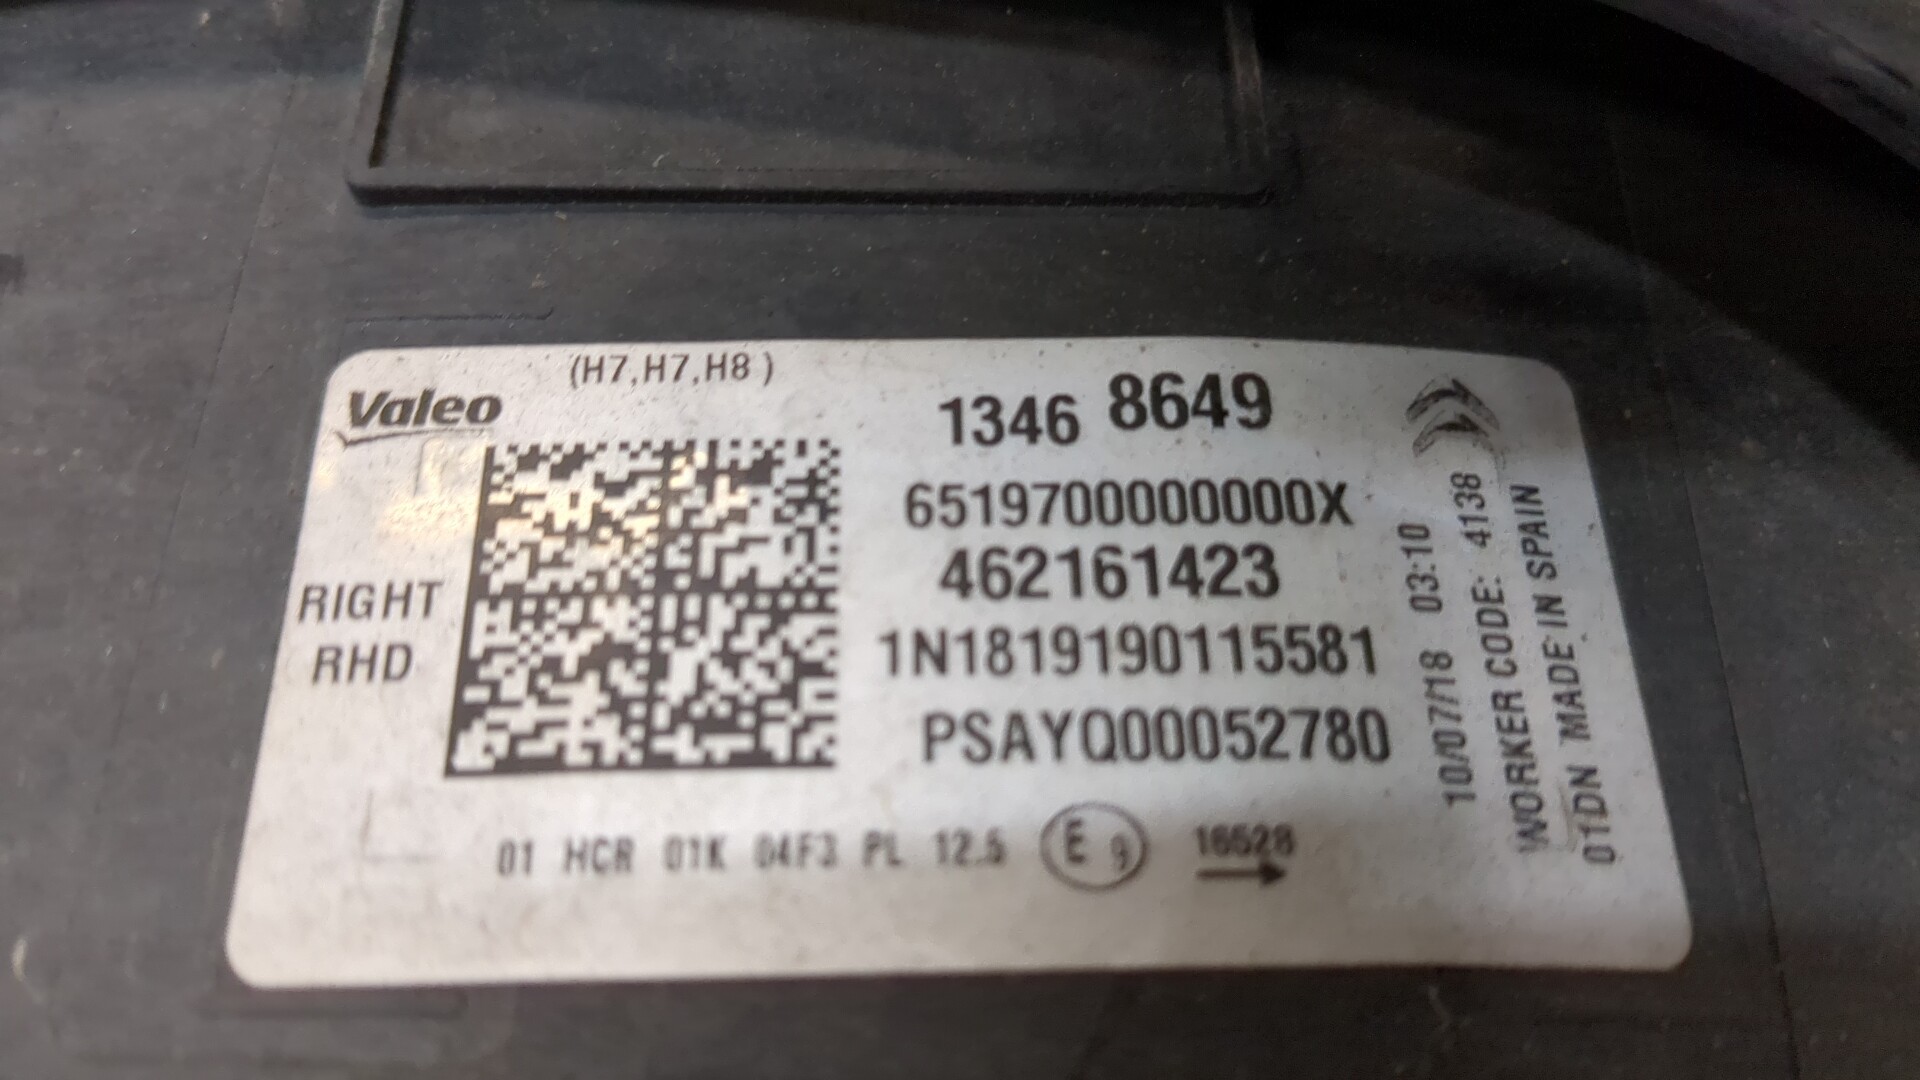 Valeo
(H7,H7,H8 )
1346 8649
6519700000000X
462161423
1N1819190115581
PSAYQ00052780
RIGHT
RHD
01 HCR 01K 04F3 PL 12.5 E 9 16528
10/07/18 03:10
WORKER CODE: 4138
01DN MADE IN SPAIN